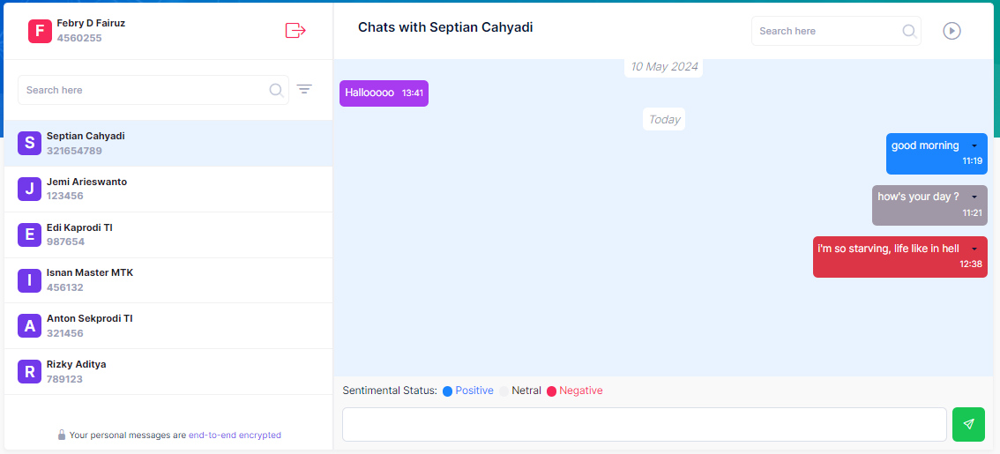 F
Febry D Fairuz
4560255
Search here
S
Septian Cahyadi
321654789
J
Jemi Arieswanto
123456
E
Edi Kaprodi TI
987654
I
Isnan Master MTK
456132
A
Anton Sekprodi TI
321456
R
Rizky Aditya
789123
Your personal messages are end-to-end encrypted
Chats with Septian Cahyadi
Search here
10 May 2024
Hallooooo 13:41
Today
good morning
11:19
how's your day ?
11:21
i'm so starving, life like in hell
12:38
Sentimental Status: Positive Netral Negative